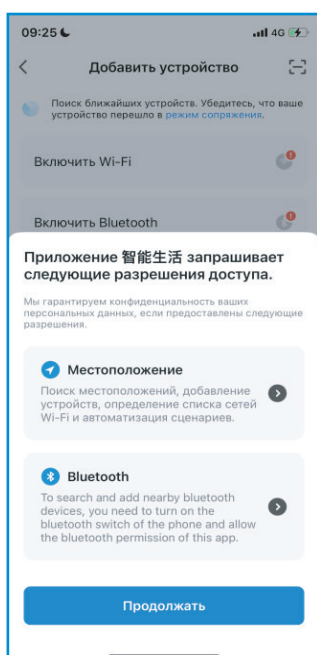 09:25
4G
Добавить устройство
Поиск ближайших устройств. Убедитесь, что ваше
устройство перешло в режим сопряжения.
Включить Wi-Fi
Включить Bluetooth
Приложение 智能生活 запрашивает
следующие разрешения доступа.
Мы гарантируем конфиденциальность ваших
персональных данных, если предоставлены следующие
разрешения.
Местоположение
Поиск местоположений, добавление
устройств, определение списка сетей
Wi-Fi и автоматизация сценариев.
Bluetooth
To search and add nearby bluetooth
devices, you need to turn on the
bluetooth switch of the phone and allow
the bluetooth permission of this app.
Продолжать